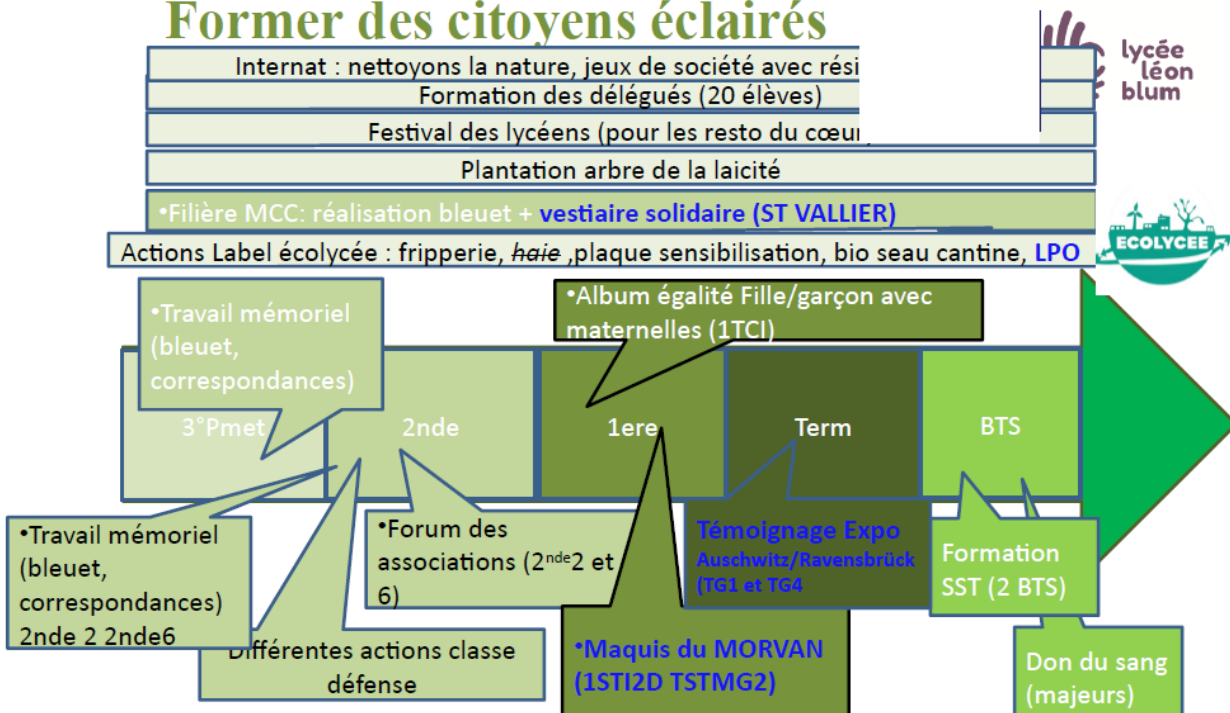 Former des citoyens éclairés
lycée
léon
blum
Internat : nettoyons la nature, jeux de société avec
Formation des délégués (20 élèves)
Festival des lycéens (pour les resto du
Plantation arbre de la laicité
•Filière MCC: réalisation bleuet + vestiaire solidaire (ST VALLIER)
Actions Label écolycée : fripperie, haie ,plaque sensibilisation, bio seau cantine, LPO
ECOLYCEE
•Travail mémoriel
(bleuet,
correspondances)
•Album égalité Fille/garçon avec
maternelles (1TCI)
3°Pmet
2nde
1ere
Term
BTS
•Travail mémoriel
(bleuet,
correspondances)
2nde 2 2nde6
Différentes actions classe
défense
•Forum des
associations (2nde2 et
6)
•Maquis du MORVAN
(1STI2D TSTMG2)
Témoignage Expo
Auschwitz/Ravensbrück
(TG1 et TG4
Formation
SST (2 BTS)
Don du sang
(majeurs)